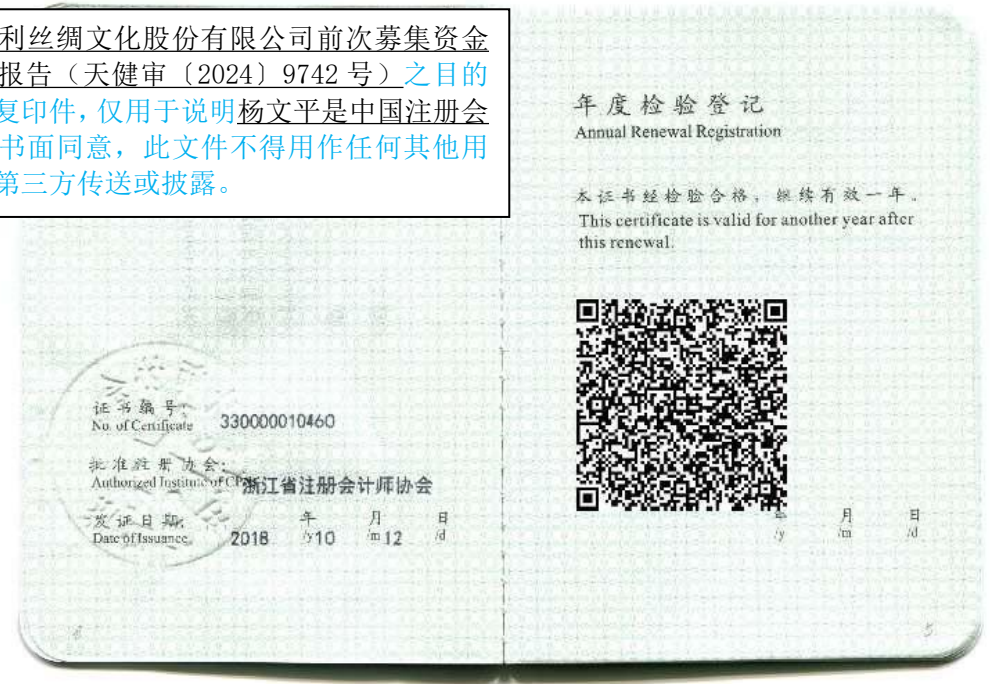 利丝绸文化股份有限公司前次募集资金
报告（天健审〔2024〕9742 号）之目的
复印件，仅用于说明杨文平是中国注册会
书面同意，此文件不得用作任何其他用
第三方传送或披露。
证书编号：
No. of Certificate
330000010460
批准注册协会：
Authorized Institute of CPAs
浙江省注册会计师协会
发证日期：
Date of Issuance
2018 年 /y 10 月 /m 12 日 /d
年度检验登记
Annual Renewal Registration
本证书经检验合格，继续有效一年。
This certificate is valid for another year after
this renewal.
年 月 日
/y /m /d
5